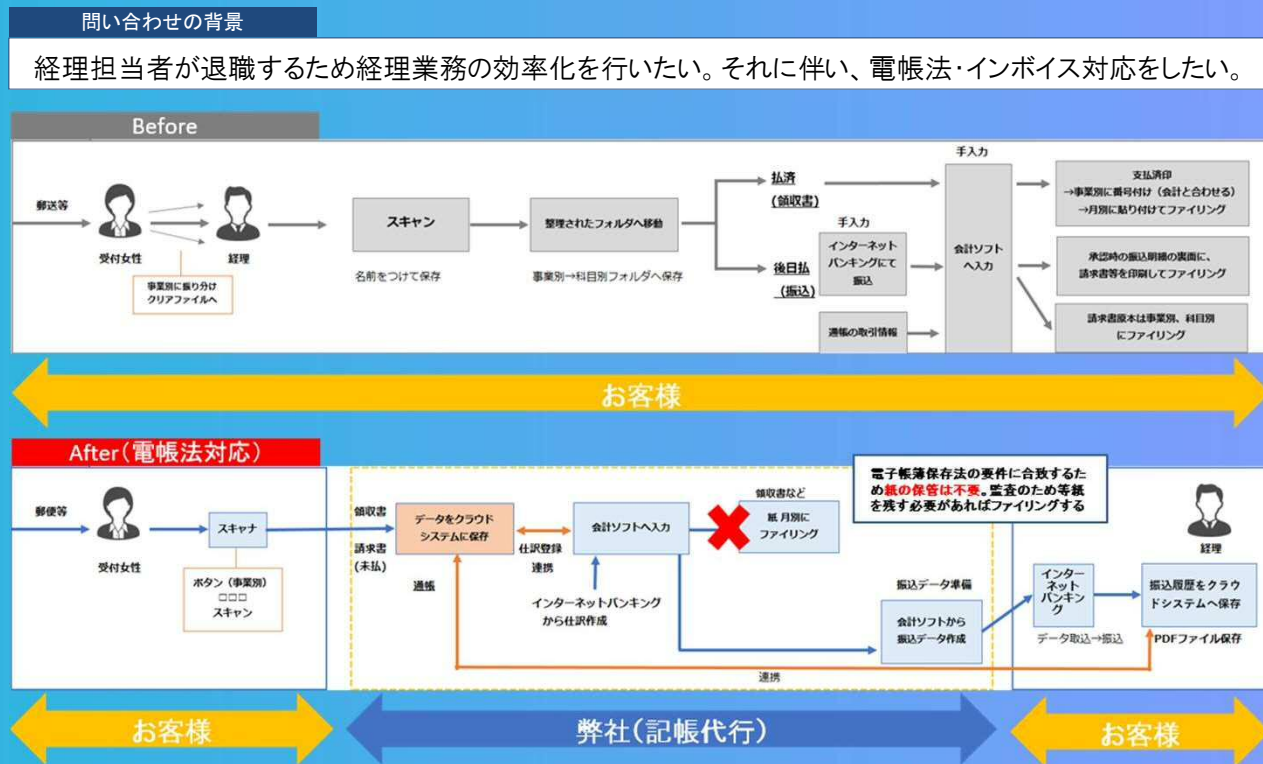 問い合わせの背景
経理担当者が退職するため経理業務の効率化を行いたい。それに伴い、電帳法・インボイス対応をしたい。
Before
郵送等
受付女性
経理
事業別に振り分け
クリアファイルへ
スキャン
名前をつけて保存
整理されたフォルダへ移動
事業別→科目別フォルダへ保存
払済
(領収書)
後日払
(振込)
手入力
インターネット
バンキングにて
振込
通帳の取引情報
手入力
会計ソフト
へ入力
支払済印
→事業別に番号付け（会計と合わせる）
→月別に貼り付けてファイリング
承認時の振込明細の裏面に、
請求書等を印刷してファイリング
請求書原本は事業別、科目別
にファイリング
お客様
After（電帳法対応）
郵便等
受付女性
スキャナ
ボタン（事業別）
□□□
スキャン
領収書
請求書
(未払)
通帳
データをクラウド
システムに保存
仕訳登録
連携
会計ソフトへ入力
インターネットバンキング
から仕訳作成
領収書など
紙 月別に
ファイリング
電子帳簿保存法の要件に合致するた
め紙の保管は不要。監査のため等紙
を残す必要があればファイリングする
振込データ準備
会計ソフトから
振込データ作成
連携
経理
インター
ネット
バンキン
グ
データ取込→振込
振込履歴をクラウ
ドシステムへ保存
PDFファイル保存
お客様
弊社（記帳代行）
お客様